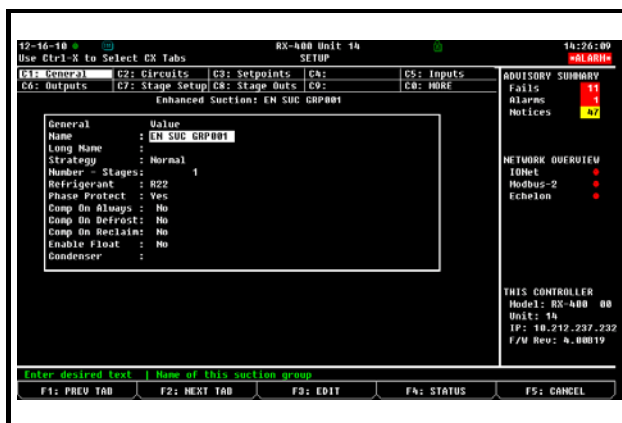 12-16-10 RX-400 Unit 14 14:26:09
Use Ctrl-X to Select CX Tabs SETUP *ALARM*
C1: General C2: Circuits C3: Setpoints C4: C5: Inputs
C6: Outputs C7: Stage Setup C8: Stage Outs C9: C0: MORE
Enhanced Suction: EN SUC GRP001
General Value
Name : EN SUC GRP001
Long Name :
Strategy : Normal
Number - Stages: 1
Refrigerant : R22
Phase Protect : Yes
Comp On Always : No
Comp On Defrost: No
Comp On Reclaim: No
Enable Float : No
Condenser :
ADVISORY SUMMARY
Fails 11
Alarms 1
Notices 47
NETWORK OVERVIEW
IONet
Modbus-2
Echelon
THIS CONTROLLER
Model: RX-400 00
Unit: 14
IP: 10.212.237.232
F/W Rev: 4.00B19
Enter desired text | Name of this suction group
F1: PREV TAB F2: NEXT TAB F3: EDIT F4: STATUS F5: CANCEL